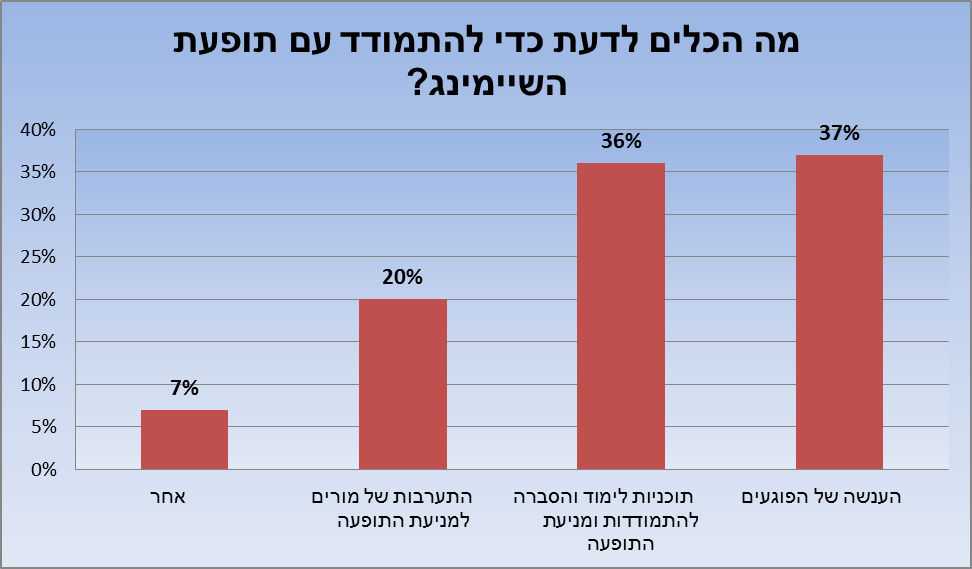 מה הכלים לדעת כדי להתמודד עם תופעת
השיימינג?
40%
35%
30%
25%
20%
15%
10%
5%
0%
37%
36%
20%
7%
הענשה של הפוגעים
תוכניות לימוד והסברה
להתמודדות ומניעת
התופעה
התערבות של מורים
למניעת התופעה
אחר